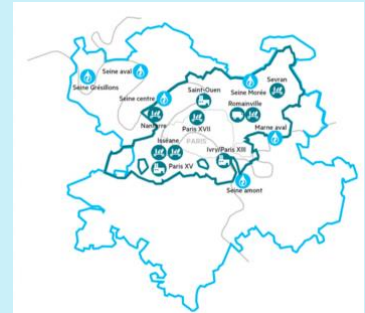 Seine aval
Seine Grésillons
Seine centre
Saint-Ouen
Seine Morée
Sevran
Romainville
Nanterre
Paris XVII
Marne aval
Isséane
PARIS
Ivry/Paris XIII
Paris XV
Seine amont